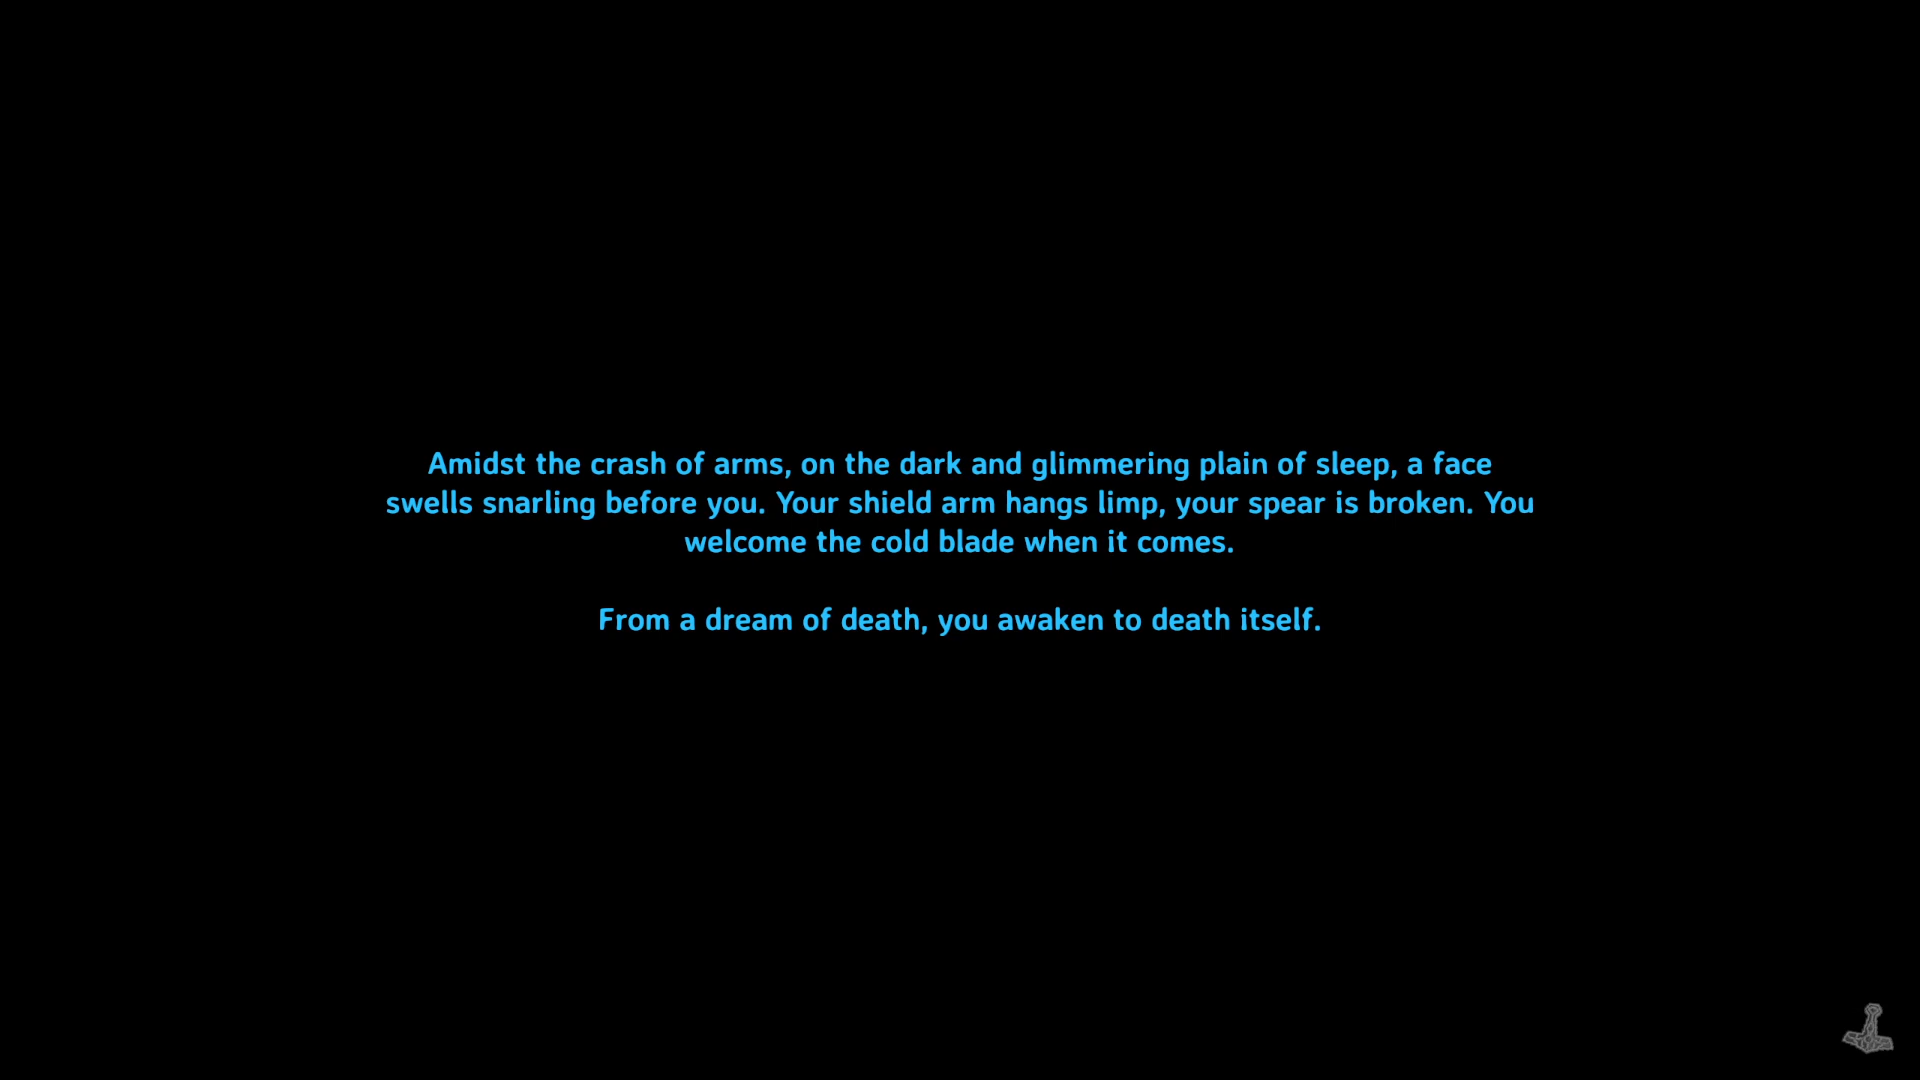 Amidst the crash of arms, on the dark and glimmering plain of sleep, a face
swells snarling before you. Your shield arm hangs limp, your spear is broken. You
welcome the cold blade when it comes.
From a dream of death, you awaken to death itself.